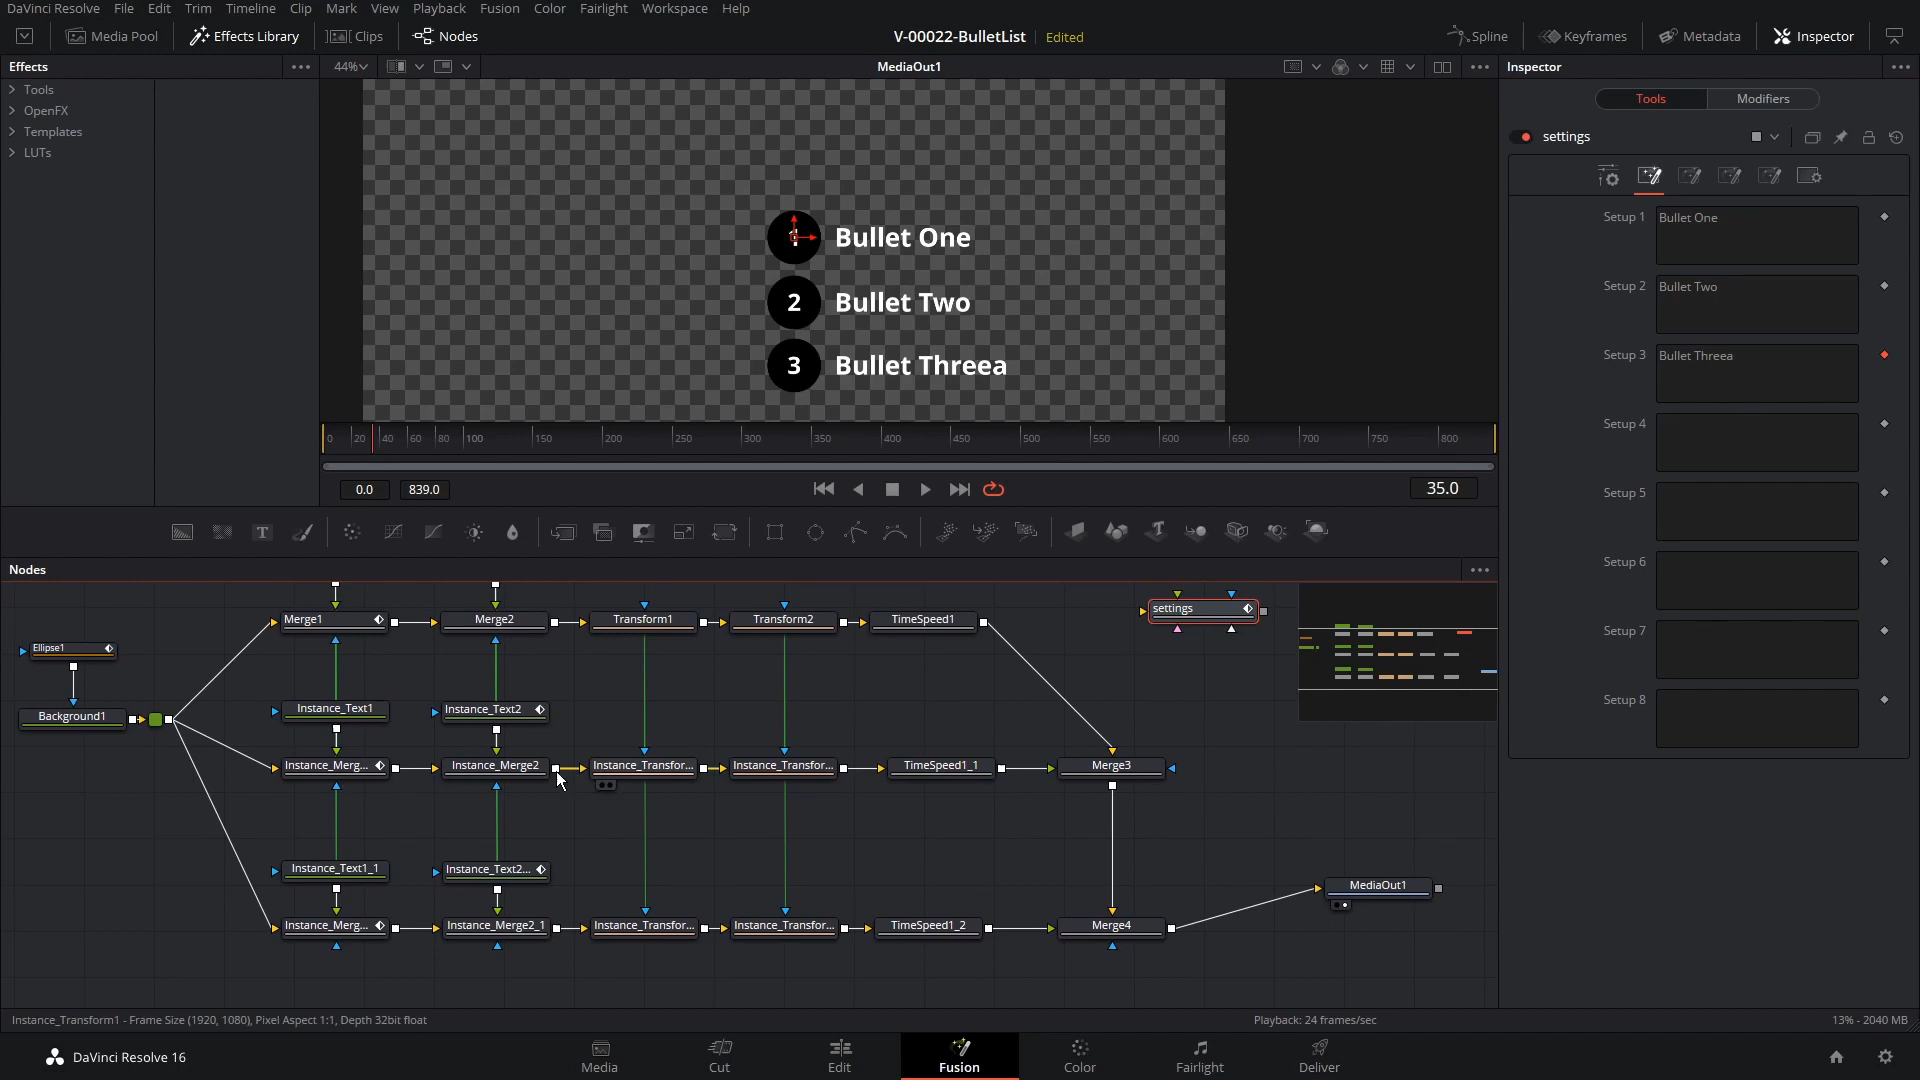 DaVinci Resolve File Edit Trim Timeline Clip Mark View Playback Fusion Color Fairlight Workspace Help
Media Pool Effects Library Clips Nodes V-00022-BulletList Edited Spline Keyframes Metadata Inspector
Effects 44% MediaOut1 Inspector
Tools
OpenFX
Templates
LUTs
Tools Modifiers
settings
1 Bullet One
2 Bullet Two
3 Bullet Threea
Setup 1 Bullet One
Setup 2 Bullet Two
Setup 3 Bullet Threea
Setup 4
Setup 5
Setup 6
Setup 7
Setup 8
0 20 40 60 80 100 150 200 250 300 350 400 450 500 550 600 650 700 750 800
0.0 839.0 35.0
T
Nodes
Merge1 Merge2 Transform1 Transform2 TimeSpeed1 settings
Ellipse1
Background1 Instance_Text1 Instance_Text2
Instance_Merg... Instance_Merge2 Instance_Transfor... Instance_Transfor... TimeSpeed1_1 Merge3
Instance_Text1_1 Instance_Text2... MediaOut1
Instance_Merg... Instance_Merge2_1 Instance_Transfor... Instance_Transfor... TimeSpeed1_2 Merge4
Instance_Transform1 - Frame Size (1920, 1080), Pixel Aspect 1:1, Depth 32bit float Playback: 24 frames/sec 13% - 2040 MB
DaVinci Resolve 16 Media Cut Edit Fusion Color Fairlight Deliver